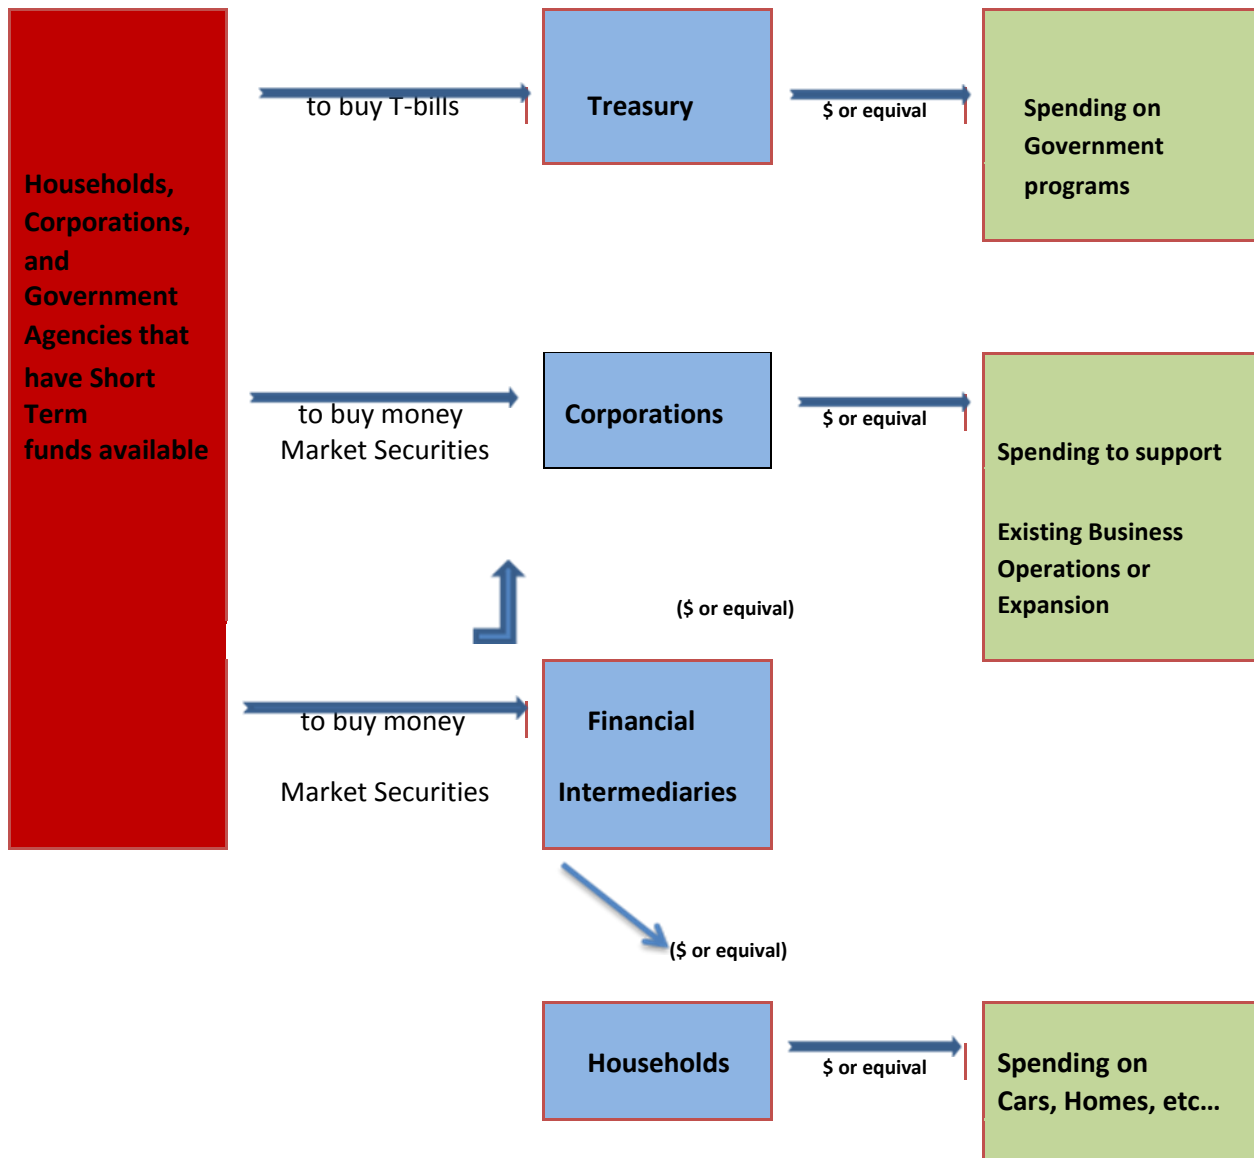 to buy T-bills
Treasury
$ or equival
Spending on
Government
programs
Households,
Corporations,
and
Government
Agencies that
have Short
Term
funds available
to buy money
Market Securities
Corporations
$ or equival
Spending to support
Existing Business
Operations or
Expansion
($ or equival)
to buy money
Market Securities
Financial
Intermediaries
($ or equival)
Households
$ or equival
Spending on
Cars, Homes, etc…